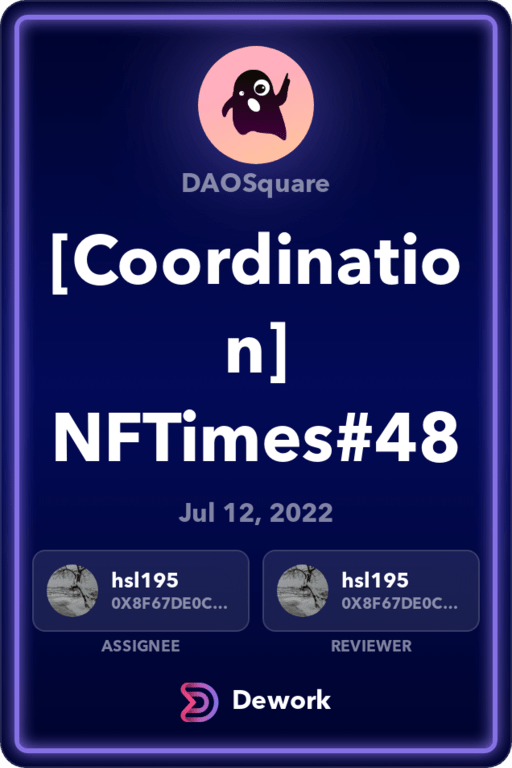 DAOSquare
[Coordinatio
n]
NFTimes#48
Jul 12, 2022
hsl195
0X8F67DE0C...
hsl195
0X8F67DE0C...
ASSIGNEE
REVIEWER
Dework